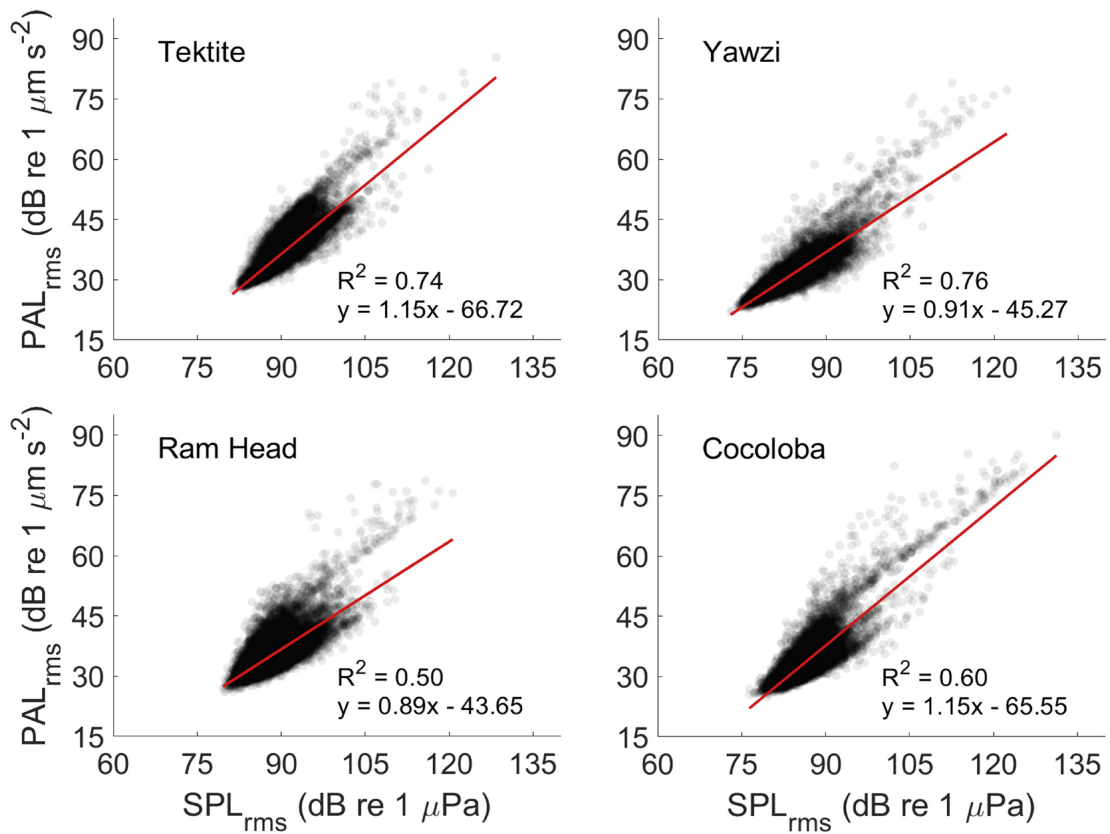 PAL_rms (dB re 1 μm s^-2)
90
75
60
45
30
15
Tektite
R^2 = 0.74
y = 1.15x - 66.72
60 75 90 105 120 135
90
75
60
45
30
15
Yawzi
R^2 = 0.76
y = 0.91x - 45.27
60 75 90 105 120 135
PAL_rms (dB re 1 μm s^-2)
90
75
60
45
30
15
Ram Head
R^2 = 0.50
y = 0.89x - 43.65
60 75 90 105 120 135
SPL_rms (dB re 1 μPa)
90
75
60
45
30
15
Cocoloba
R^2 = 0.60
y = 1.15x - 65.55
60 75 90 105 120 135
SPL_rms (dB re 1 μPa)